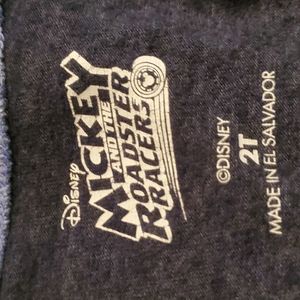 Disney
MICKEY
AND THE
ROADSTER
RACERS
©DISNEY
2T
MADE IN EL SALVADOR